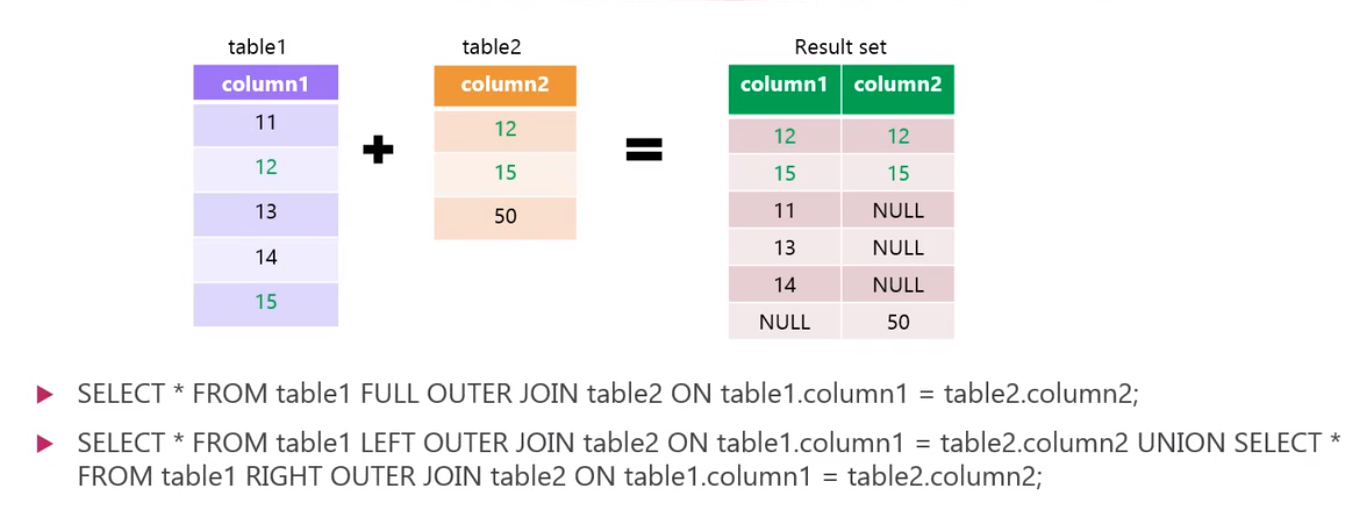 table1 table2 Result set
column1 column2 column1 column2
11 12 12 12
12 15 15 15
13 50 11 NULL
14 13 NULL
15 14 NULL
NULL 50
SELECT * FROM table1 FULL OUTER JOIN table2 ON table1.column1 = table2.column2;
SELECT * FROM table1 LEFT OUTER JOIN table2 ON table1.column1 = table2.column2 UNION SELECT *
FROM table1 RIGHT OUTER JOIN table2 ON table1.column1 = table2.column2;